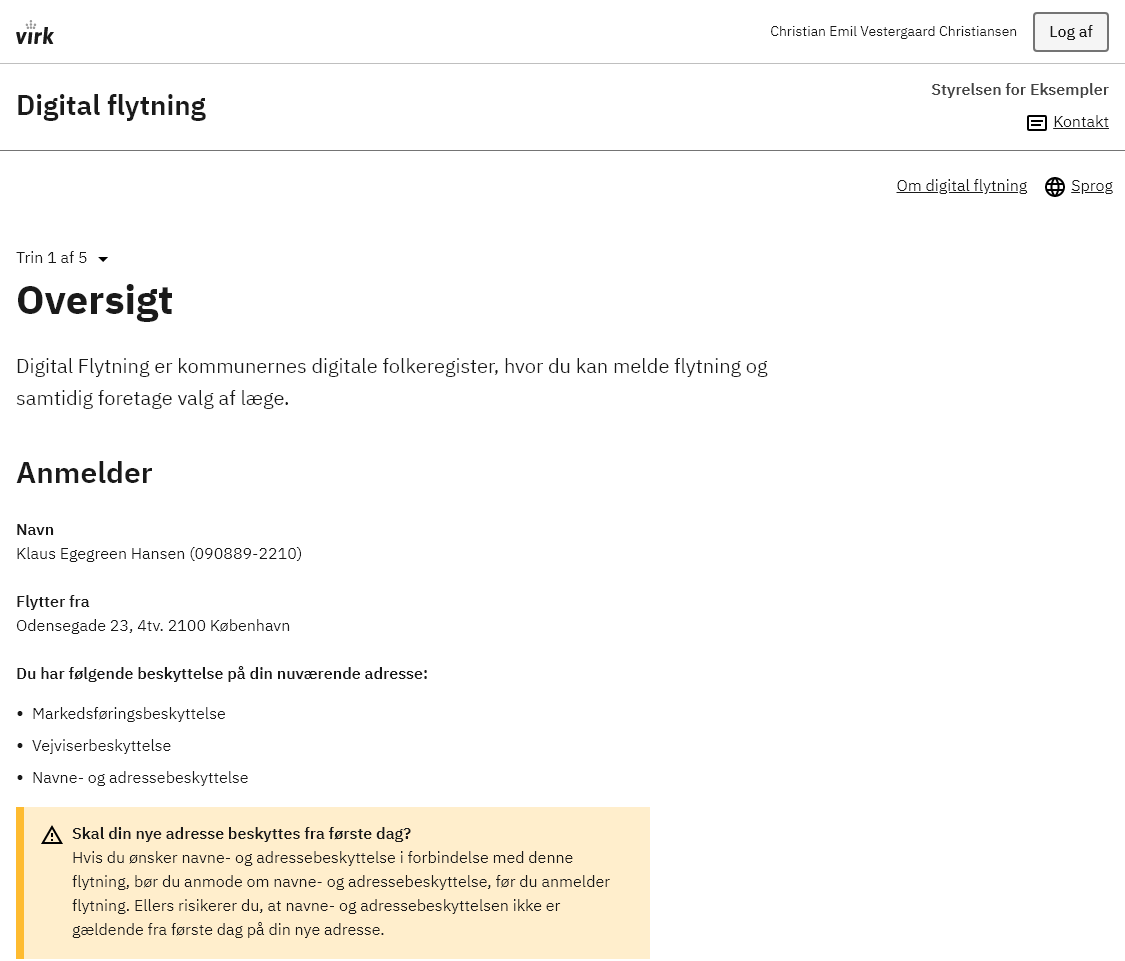 virk
Christian Emil Vestergaard Christiansen
Log af
Digital flytning
Styrelsen for Eksempler
Kontakt
Om digital flytning
Sprog
Trin 1 af 5
Oversigt
Digital Flytning er kommunernes digitale folkeregister, hvor du kan melde flytning og
samtidig foretage valg af læge.
Anmelder
Navn
Klaus Egegreen Hansen (090889-2210)
Flytter fra
Odensegade 23, 4tv. 2100 København
Du har følgende beskyttelse på din nuværende adresse:
• Markedsføringsbeskyttelse
• Vejviserbeskyttelse
• Navne- og adressebeskyttelse
Skal din nye adresse beskyttes fra første dag?
Hvis du ønsker navne- og adressebeskyttelse i forbindelse med denne
flytning, bør du anmode om navne- og adressebeskyttelse, før du anmelder
flytning. Ellers risikerer du, at navne- og adressebeskyttelsen ikke er
gældende fra første dag på din nye adresse.